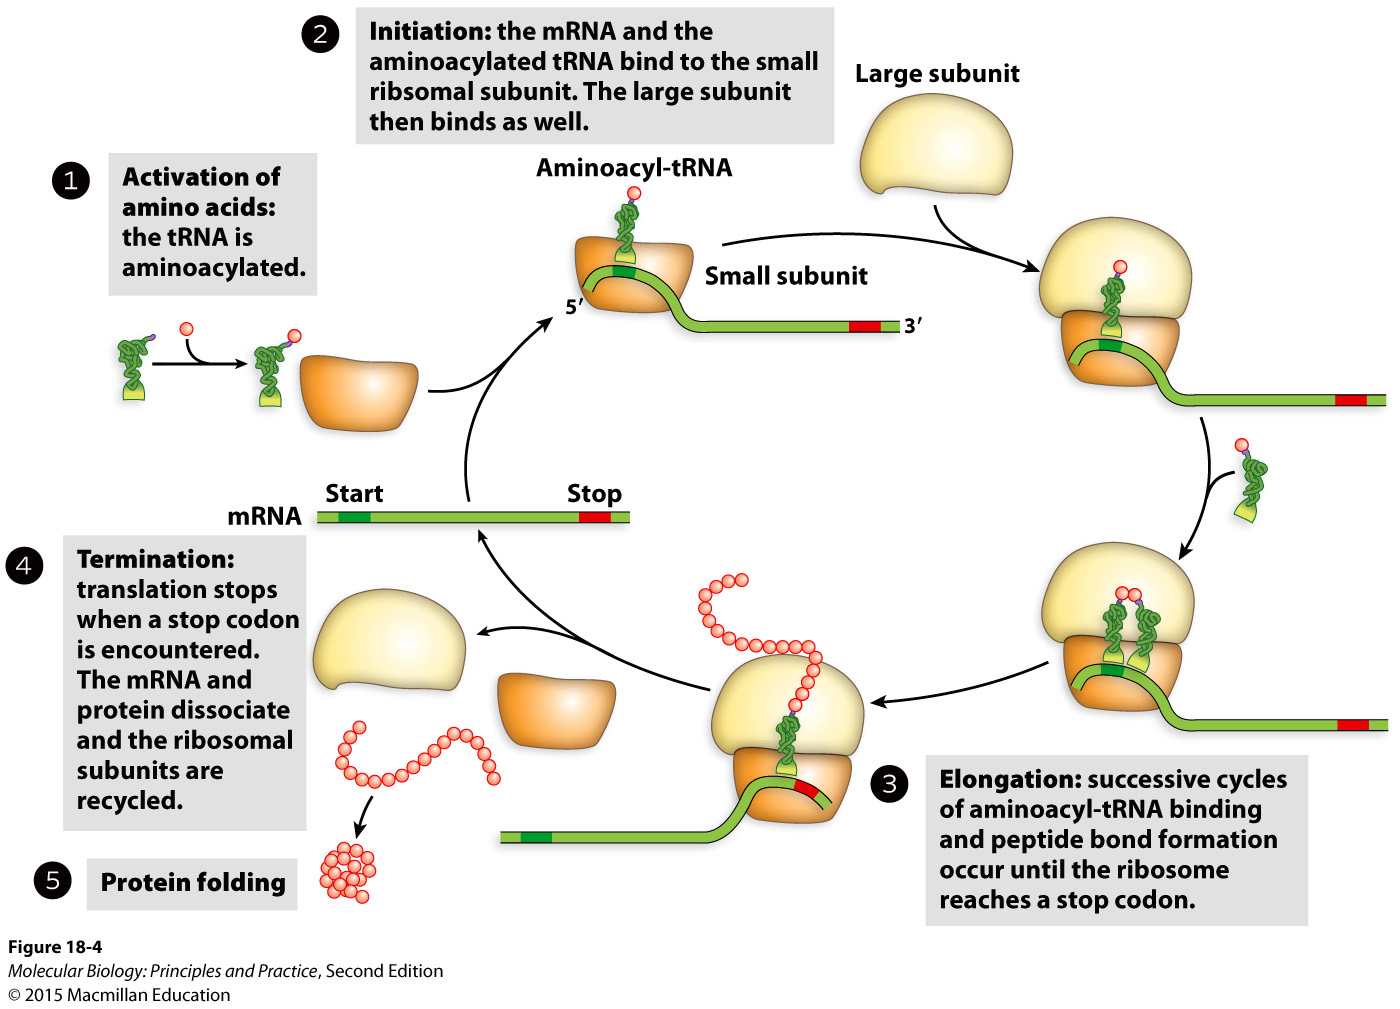 2
Initiation: the mRNA and the
aminoacylated tRNA bind to the small
ribsomal subunit. The large subunit
then binds as well.
Large subunit
1
Activation of
amino acids:
the tRNA is
aminoacylated.
Aminoacyl-tRNA
Small subunit
5′
3′
Start
Stop
mRNA
4
Termination:
translation stops
when a stop codon
is encountered.
The mRNA and
protein dissociate
and the ribosomal
subunits are
recycled.
3
Elongation: successive cycles
of aminoacyl-tRNA binding
and peptide bond formation
occur until the ribosome
reaches a stop codon.
5
Protein folding
Figure 18-4
Molecular Biology: Principles and Practice, Second Edition
© 2015 Macmillan Education